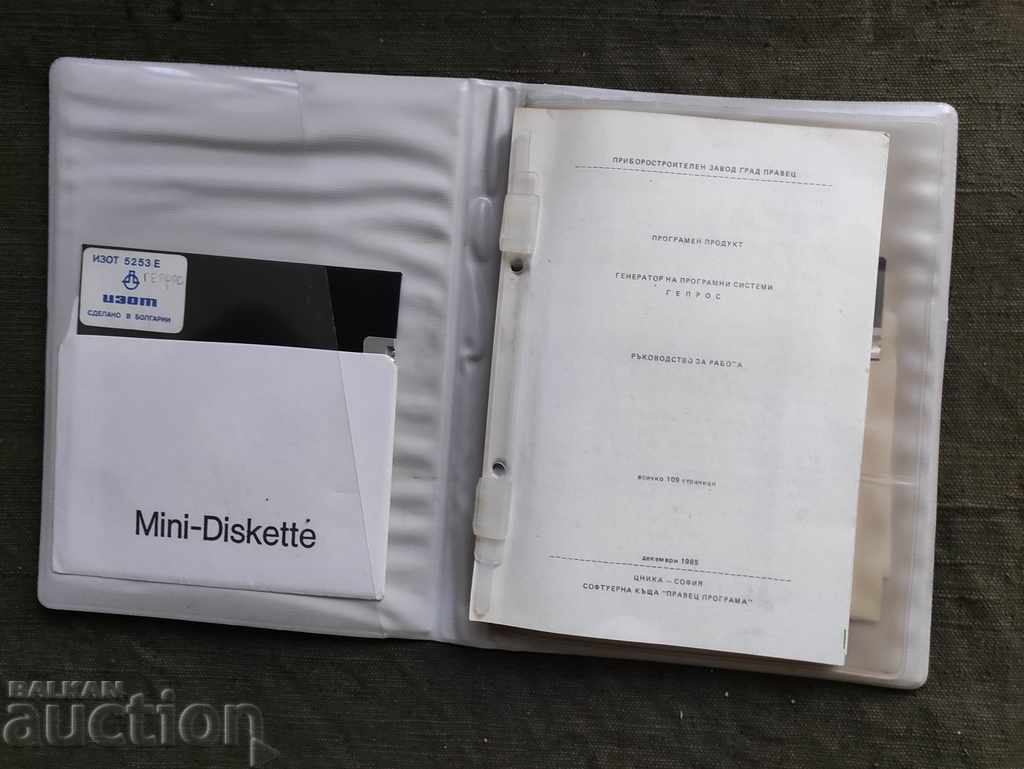 ИЗОТ 5253 Е
ГЕПРОС
изот
СДЕЛАНО В БОЛГАРИИ
Mini-Diskette
ПРИБОРОСТРОИТЕЛЕН ЗАВОД ГРАД ПРАВЕЦ
ПРОГРАМЕН ПРОДУКТ
ГЕНЕРАТОР НА ПРОГРАМНИ СИСТЕМИ
Г Е П Р О С
РЪКОВОДСТВО ЗА РАБОТА
всичко 109 страници
декември 1985
ЦНИКА — СОФИЯ
СОФТУЕРНА КЪЩА "ПРАВЕЦ ПРОГРАМА"
BALKAN
auction